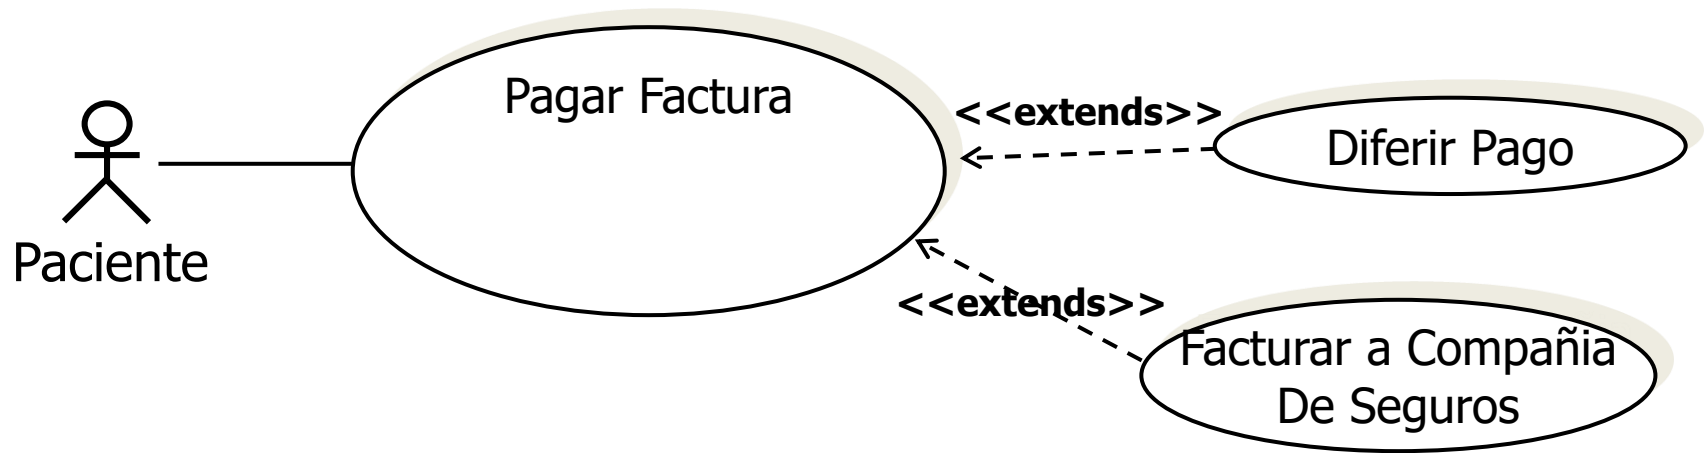 Pagar Factura
<<extends>>
Diferir Pago
Paciente
<<extends>>
Facturar a Compañia
De Seguros